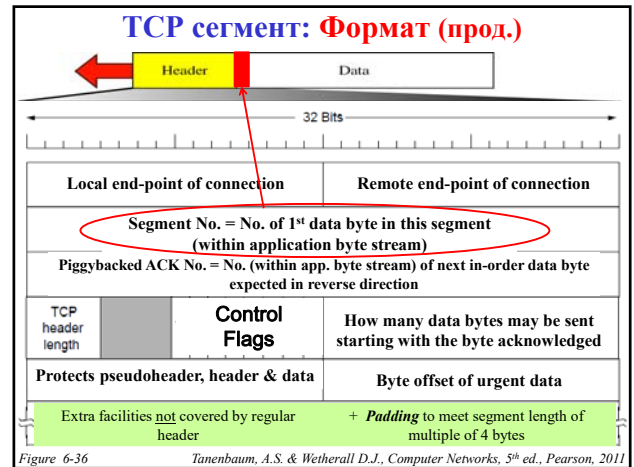 TCP сегмент: Формат (прод.)
Header Data
32 Bits
Local end-point of connection Remote end-point of connection
Segment No. = No. of 1st data byte in this segment
(within application byte stream)
Piggybacked ACK No. = No. (within app. byte stream) of next in-order data byte
expected in reverse direction
TCP
header
length
Control
Flags
How many data bytes may be sent
starting with the byte acknowledged
Protects pseudoheader, header & data Byte offset of urgent data
Extra facilities not covered by regular
header
+ Padding to meet segment length of
multiple of 4 bytes
Figure 6-36 Tanenbaum, A.S. & Wetherall D.J., Computer Networks, 5th ed., Pearson, 2011